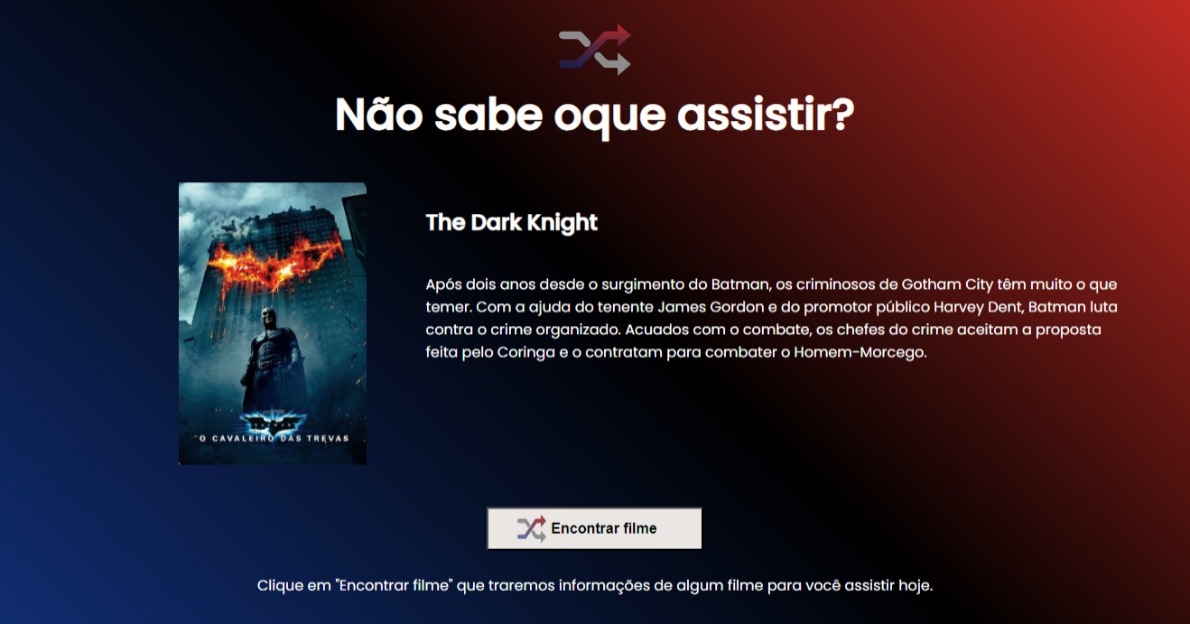 Não sabe oque assistir?
The Dark Knight
Após dois anos desde o surgimento do Batman, os criminosos de Gotham City têm muito o que
temer. Com a ajuda do tenente James Gordon e do promotor público Harvey Dent, Batman luta
contra o crime organizado. Acuados com o combate, os chefes do crime aceitam a proposta
feita pelo Coringa e o contratam para combater o Homem-Morcego.
O CAVALEIRO DAS TREVAS
Encontrar filme
Clique em "Encontrar filme" que traremos informações de algum filme para você assistir hoje.